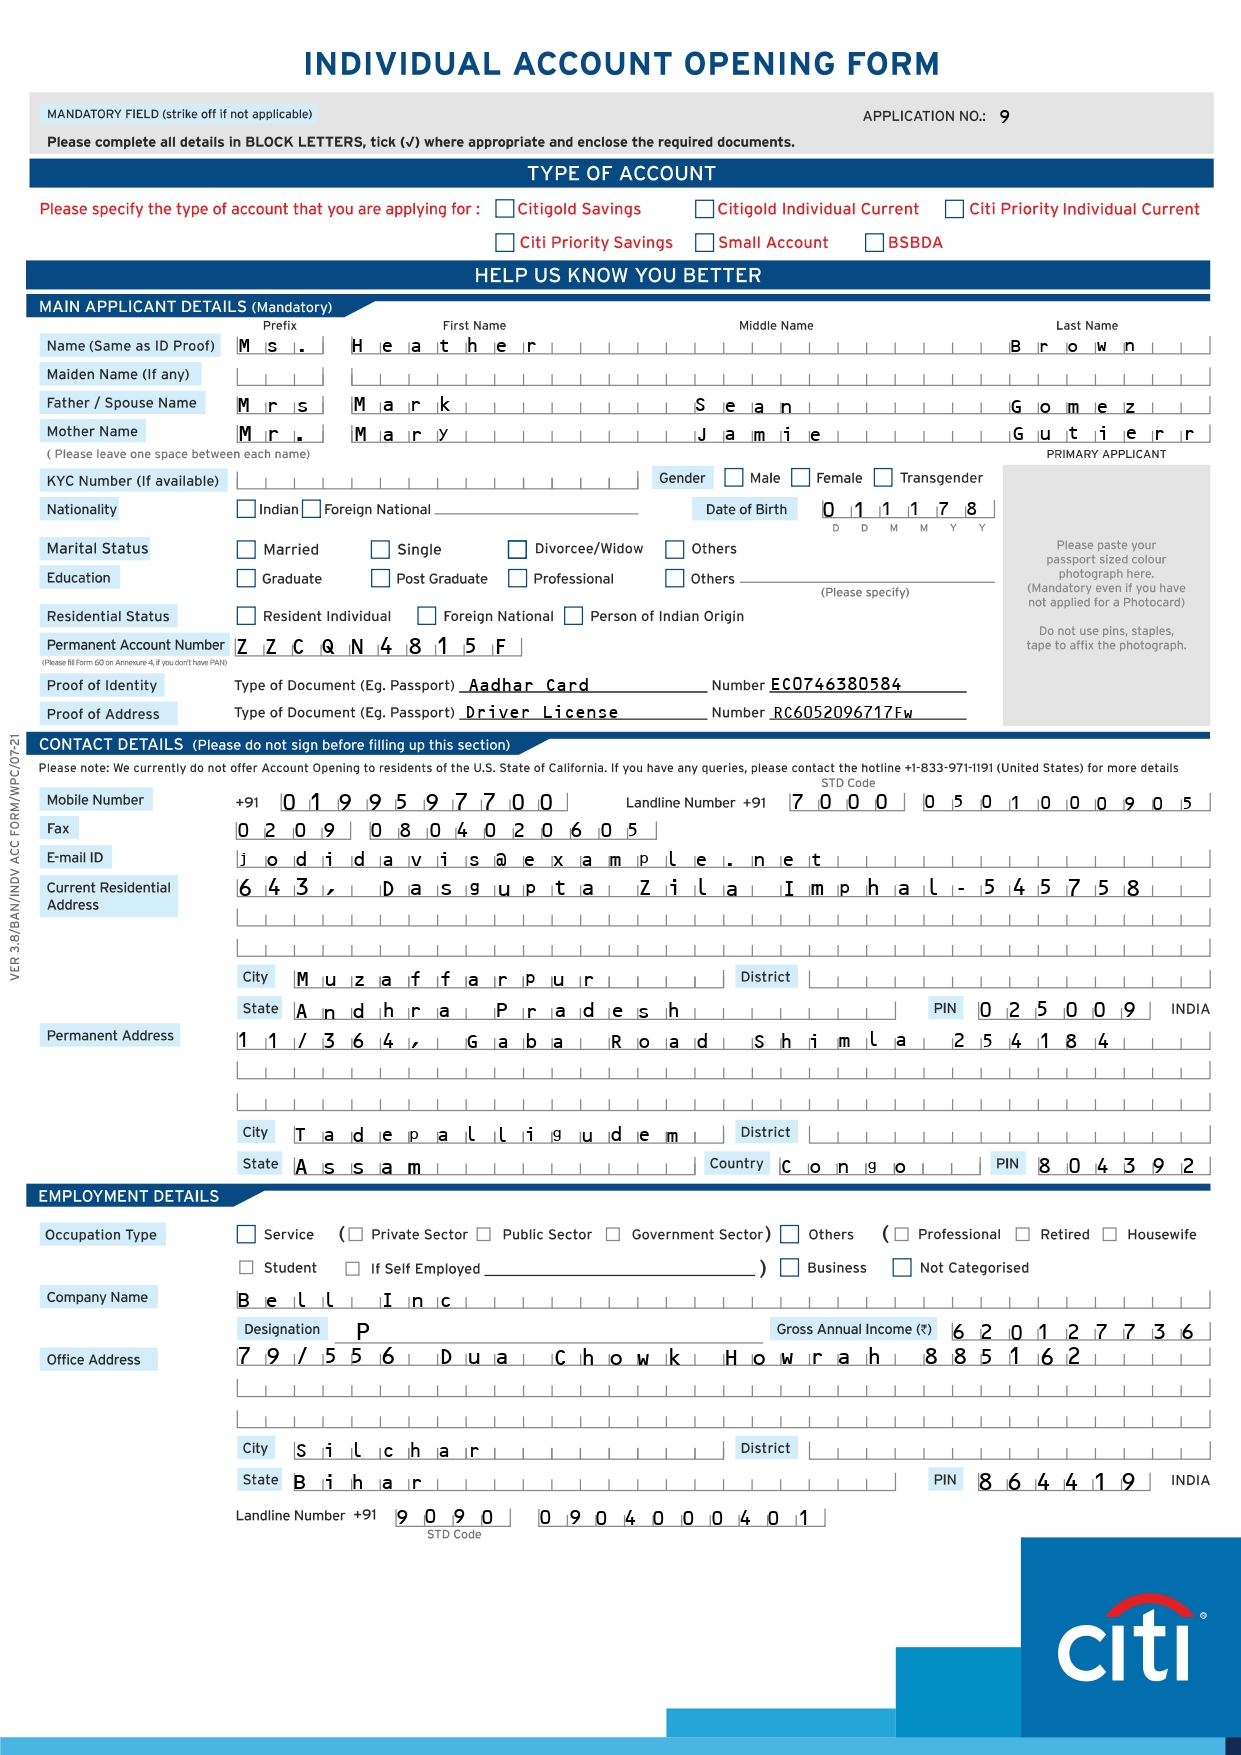 INDIVIDUAL ACCOUNT OPENING FORM
MANDATORY FIELD (strike off if not applicable) APPLICATION NO.: 9
Please complete all details in BLOCK LETTERS, tick (√) where appropriate and enclose the required documents.
TYPE OF ACCOUNT
Please specify the type of account that you are applying for : Citigold Savings Citigold Individual Current Citi Priority Individual Current
Citi Priority Savings Small Account BSBDA
HELP US KNOW YOU BETTER
MAIN APPLICANT DETAILS (Mandatory)
Prefix First Name Middle Name Last Name
Name (Same as ID Proof) Ms. Heather Brown
Maiden Name (If any)
Father / Spouse Name Mrs Mark Sean Gomez
Mother Name Mr. Mary Jamie Gutierr
( Please leave one space between each name) PRIMARY APPLICANT
KYC Number (If available) Gender Male Female Transgender
Nationality Indian Foreign National Date of Birth 011178
D D M M Y Y
Marital Status Married Single Divorcee/Widow Others
Education Graduate Post Graduate Professional Others
(Please specify)
Please paste your
passport sized colour
photograph here.
(Mandatory even if you have
not applied for a Photocard)
Do not use pins, staples,
tape to affix the photograph.
Residential Status Resident Individual Foreign National Person of Indian Origin
Permanent Account Number ZZCQN4815F
(Please fill Form 60 on Annexure 4, if you don't have PAN)
Proof of Identity Type of Document (Eg. Passport) Aadhar Card Number ECO746380584
Proof of Address Type of Document (Eg. Passport) Driver License Number RC6052096717Fw
CONTACT DETAILS (Please do not sign before filling up this section)
Please note: We currently do not offer Account Opening to residents of the U.S. State of California. If you have any queries, please contact the hotline +1-833-971-1191 (United States) for more details
STD Code
Mobile Number +91 0199597700 Landline Number +91 7000 0501000905
Fax 0209 0804020605
E-mail ID jodidavis@example.net
Current Residential Address 643, Dasgupta Zila Imphal-545758
City Muzaffarpur District
State Andhra Pradesh PIN 025009 INDIA
Permanent Address 11/364, Gaba Road Shimla 254184
City Tadepalligudem District
State Assam Country Congo PIN 804392
EMPLOYMENT DETAILS
Occupation Type Service ( Private Sector Public Sector Government Sector) Others ( Professional Retired Housewife
Student If Self Employed ) Business Not Categorised
Company Name Bell Inc
Designation P Gross Annual Income (₹) 620127736
Office Address 79/556 Dua Chowk Howrah 885162
City Silchar District
State Bihar PIN 864419 INDIA
Landline Number +91 9090 0904000401
STD Code
VER 3.8/BAN/INDV ACC FORM/WPC/07-21
citi